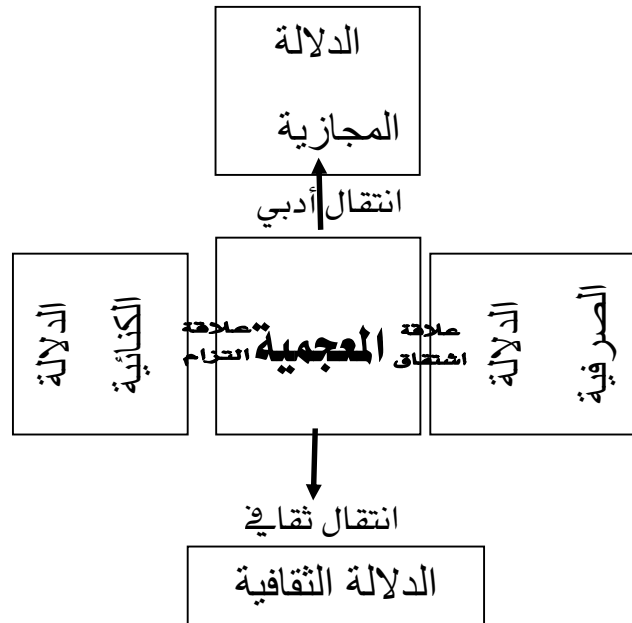 الدلالة
المجازية
انتقال أدبي
الدلالة
الصرفية
علاقة
اشتقاق
المعجمية
علاقة
التزام
الدلالة
الكنائية
انتقال ثقافي
الدلالة الثقافية